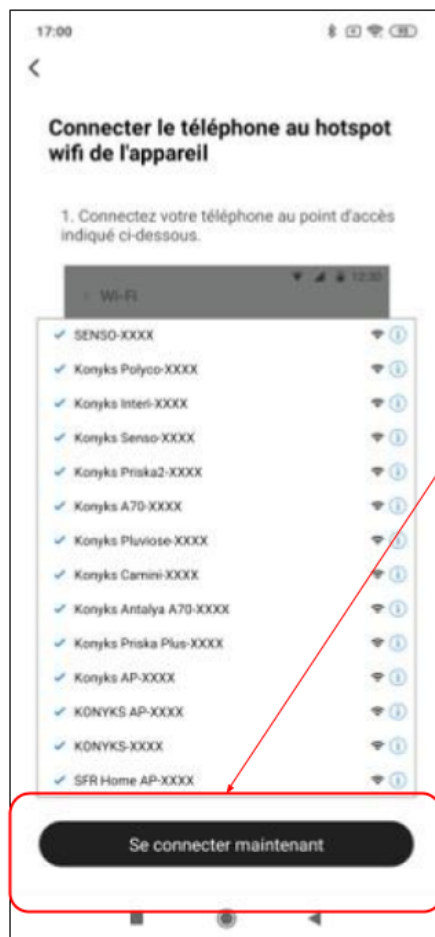 17:00
Connecter le téléphone au hotspot
wifi de l'appareil
1. Connectez votre téléphone au point d'accès
indiqué ci-dessous.
12:30
Wi-Fi
SENSO-XXXX
Konyks Polyco-XXXX
Konyks Interi-XXXX
Konyks Senso-XXXX
Konyks Priska2-XXXX
Konyks A70-XXXX
Konyks Pluviose-XXXX
Konyks Camini-XXXX
Konyks Antalya A70-XXXX
Konyks Priska Plus-XXXX
Konyks AP-XXXX
KONYKS AP-XXXX
KONYKS-XXXX
SFR Home AP-XXXX
Se connecter maintenant